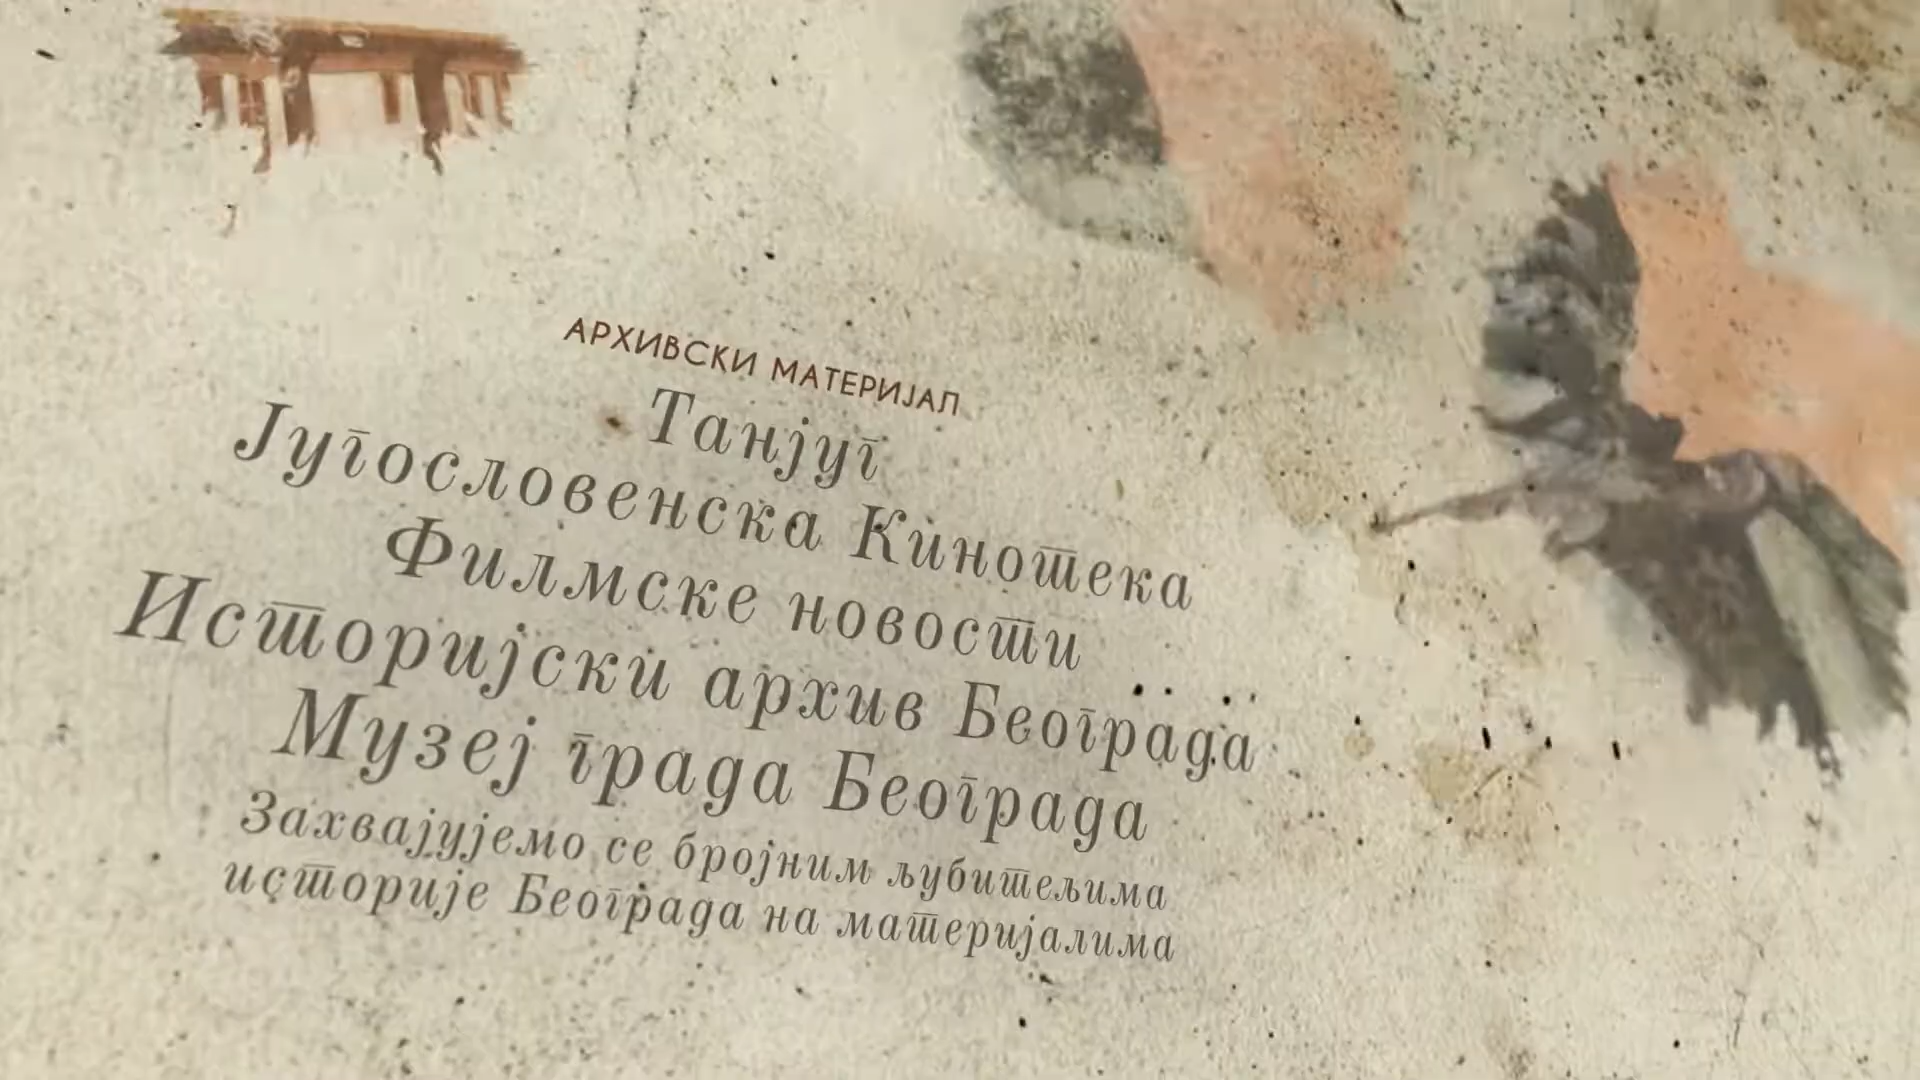 АРХИВСКИ МАТЕРИЈАЛ
Танјуг
Југословенска Кинотека
Филмске новости
Историјски архив Београда
Музеј града Београда
Захваљујемо се бројним љубитељима
историје Београда на материјалима